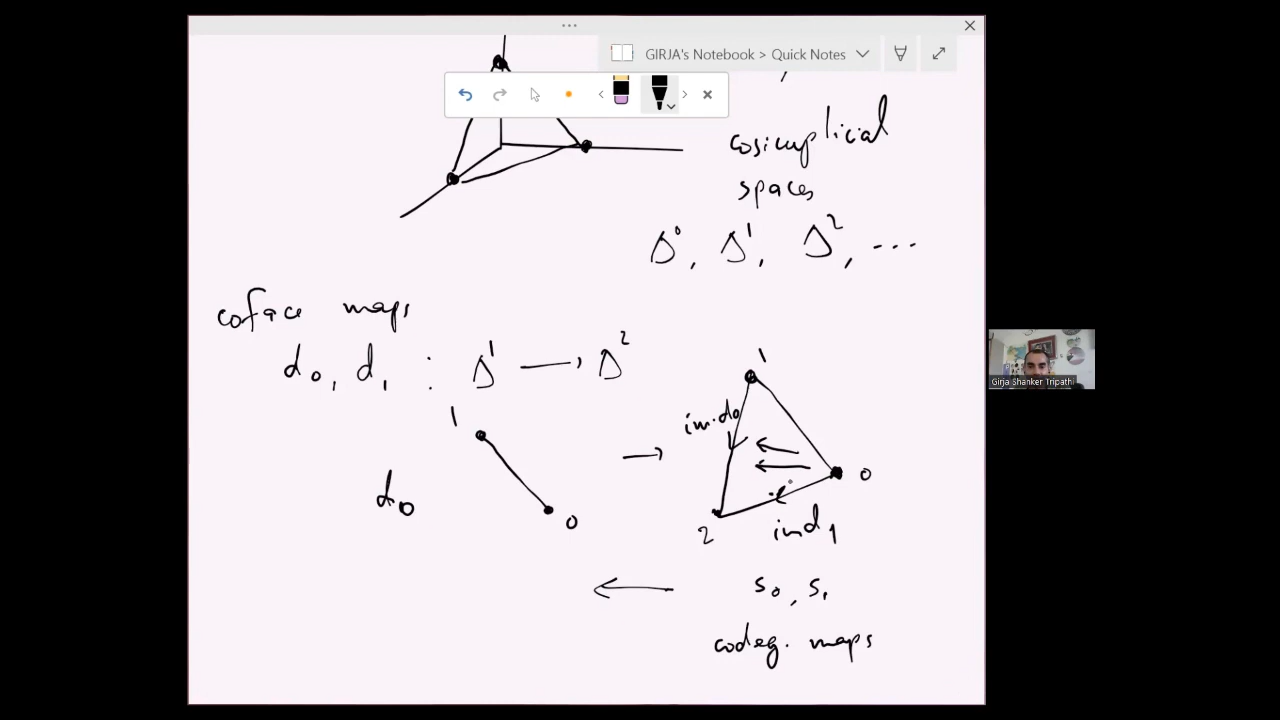 GIRJA's Notebook > Quick Notes
cosimplicial
spaces
Δ⁰, Δ¹, Δ², ...
coface maps
d₀, d₁ : Δ¹ ⟶ Δ²
1
0
d₀
→
1
im d₀
0
2
im d₁
← s₀, s₁
codeg. maps
Girja Shanker Tripathi